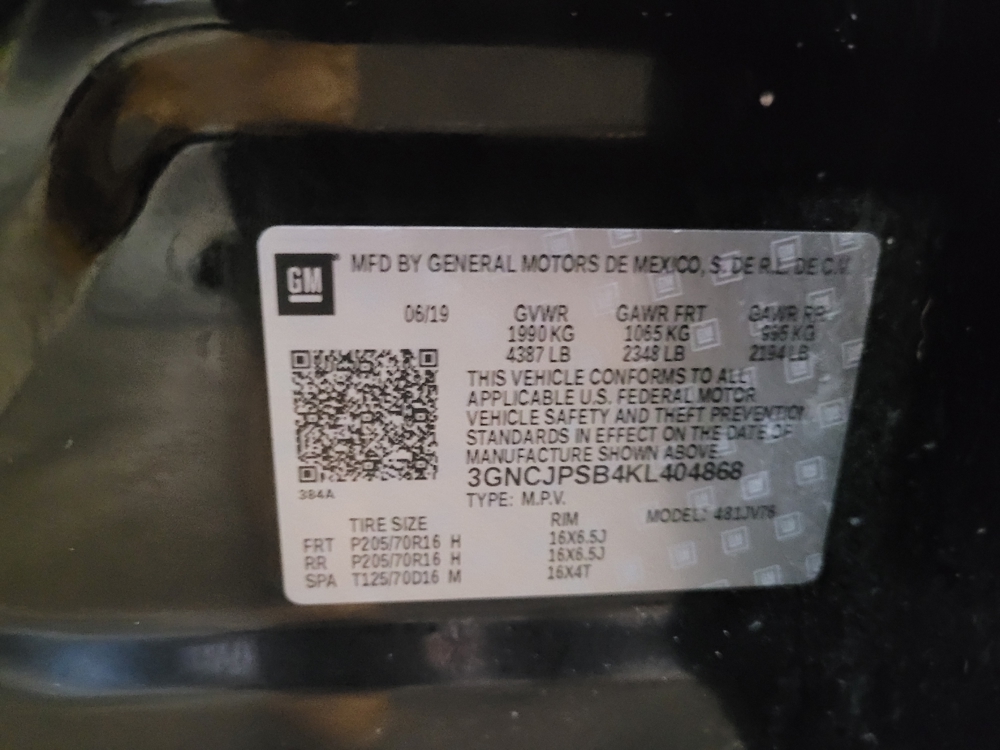 GM MFD BY GENERAL MOTORS DE MEXICO, S. DE R.L. DE C.V.
06/19 GVWR GAWR FRT GAWR RR
1990 KG 1065 KG 995 KG
4387 LB 2348 LB 2194 LB
THIS VEHICLE CONFORMS TO ALL
APPLICABLE U.S. FEDERAL MOTOR
VEHICLE SAFETY AND THEFT PREVENTION
STANDARDS IN EFFECT ON THE DATE OF
MANUFACTURE SHOWN ABOVE.
3GNCJPSB4KL404868
384A
TYPE: M.P.V. MODEL: 481JV76
TIRE SIZE RIM
FRT P205/70R16 H 16X6.5J
RR P205/70R16 H 16X6.5J
SPA T125/70D16 M 16X4T